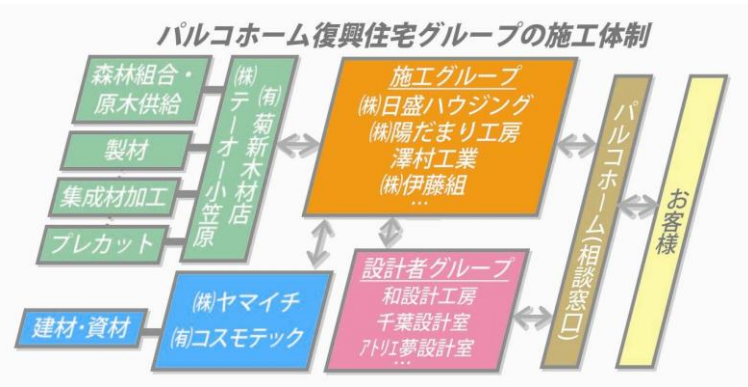 パルコホーム復興住宅グループの施工体制
森林組合・
原木供給
製材
集成材加工
プレカット
㈲菊新木材店
㈱テーオー小笠原
施工グループ
㈱日盛ハウジング
㈱陽だまり工房
澤村工業
㈱伊藤組
…
パルコホーム(相談窓口)
お客様
建材・資材
㈱ヤマイチ
㈲コスモテック
設計者グループ
和設計工房
千葉設計室
アトリエ夢設計室
…